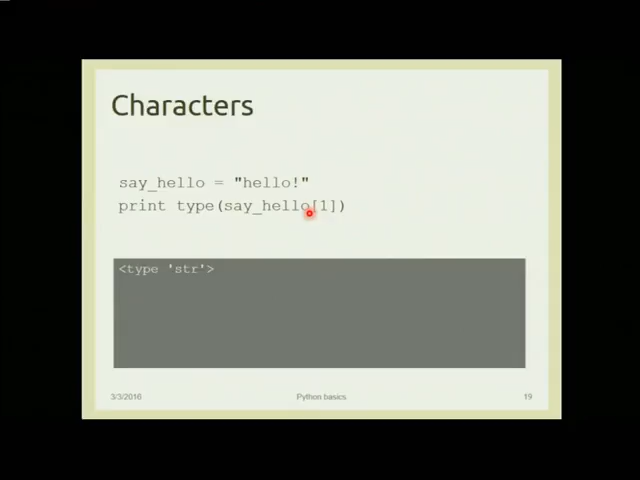 Characters
say_hello = "hello!"
print type(say_hello[1])
<type 'str'>
3/3/2016
Python basics
19